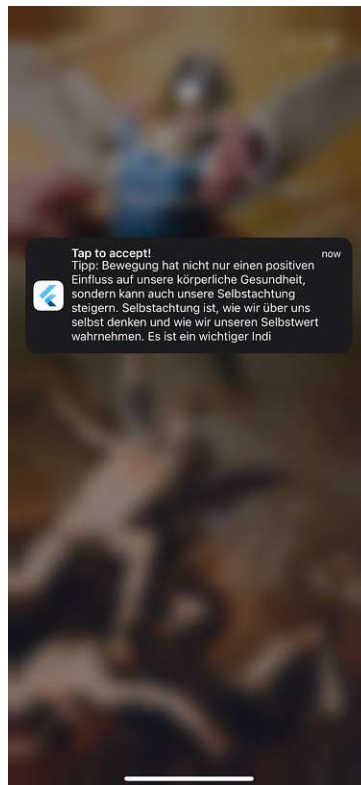 Tap to accept!
now
Tipp: Bewegung hat nicht nur einen positiven
Einfluss auf unsere körperliche Gesundheit,
sondern kann auch unsere Selbstachtung
steigern. Selbstachtung ist, wie wir über uns
selbst denken und wie wir unseren Selbstwert
wahrnehmen. Es ist ein wichtiger Indi